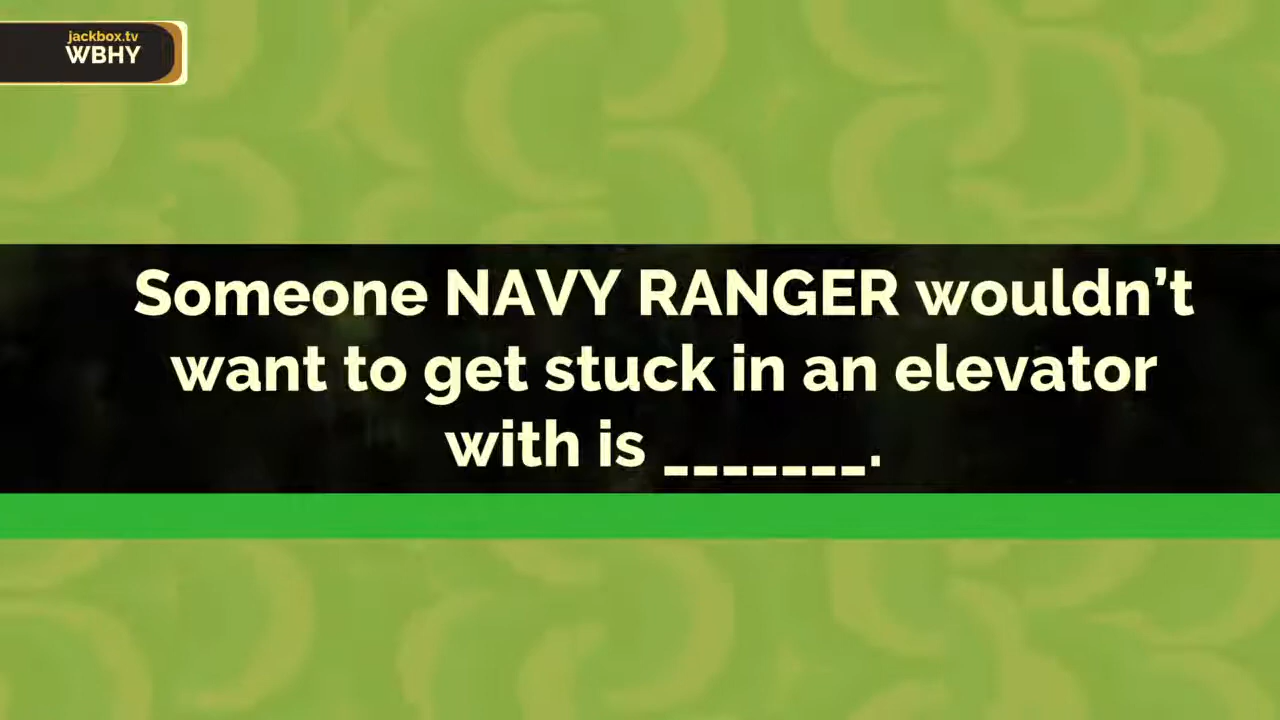 jackbox.tv
WBHY
Someone NAVY RANGER wouldn’t
want to get stuck in an elevator
with is _______.